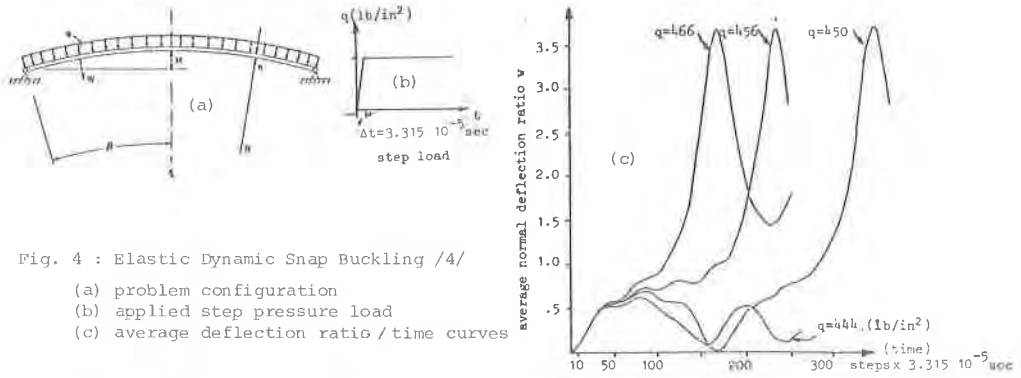 q(lb/in²)
(a)
(b)
t
Δt=3.315 10⁻⁵sec
step load
β
H
h
R
Fig. 4 : Elastic Dynamic Snap Buckling /4/
(a) problem configuration
(b) applied step pressure load
(c) average deflection ratio / time curves
average normal deflection ratio w
3.5
3.0
2.5
2.0
1.5
1.0
.5
q=466
q=456
q=450
(c)
q=444 (lb/in²)
(time)
10 50 100 200 300 steps x 3.315 10⁻⁵ sec